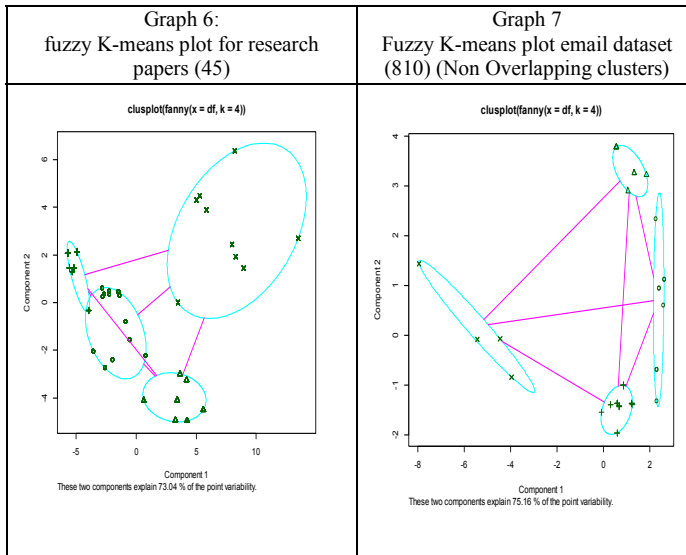 Graph 6:
fuzzy K-means plot for research
papers (45)
Graph 7
Fuzzy K-means plot email dataset
(810) (Non Overlapping clusters)
clusplot(fanny(x = df, k = 4))
Component 2
6
4
2
0
-2
-4
-5
0
5
10
Component 1
These two components explain 73.04 % of the point variability.
clusplot(fanny(x = df, k = 4))
Component 2
4
3
2
1
0
-1
-2
-8
-6
-4
-2
0
2
Component 1
These two components explain 75.16 % of the point variability.